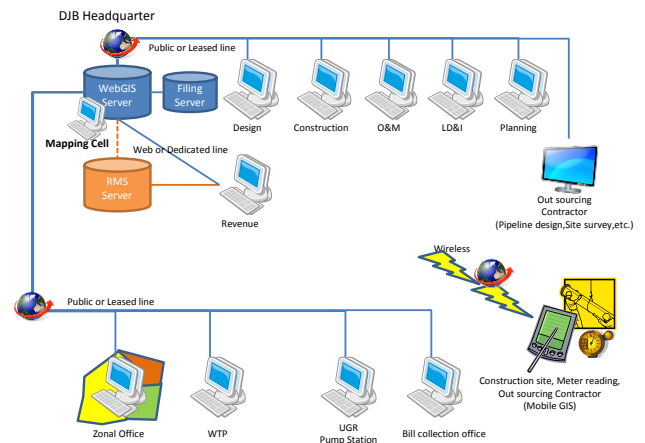 DJB Headquarter
Public or Leased line
WebGIS
Server
Filing
Server
Design
Construction
O&M
LD&I
Planning
Mapping Cell
Web or Dedicated line
RMS
Server
Revenue
Out sourcing
Contractor
(Pipeline design,Site survey,etc.)
Wireless
Public or Leased line
Construction site, Meter reading,
Out sourcing Contractor
(Mobile GIS)
Zonal Office
WTP
UGR
Pump Station
Bill collection office